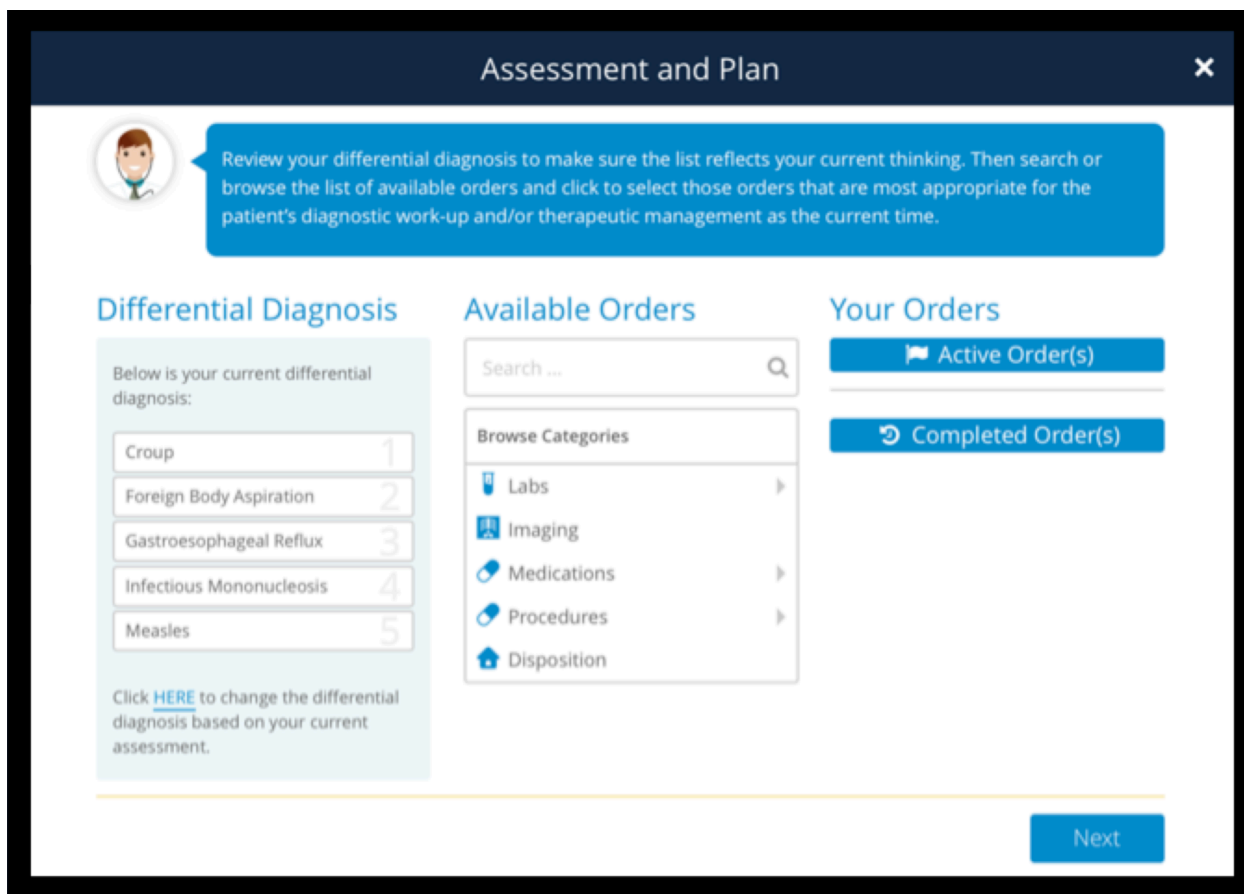 Assessment and Plan
Review your differential diagnosis to make sure the list reflects your current thinking. Then search or
browse the list of available orders and click to select those orders that are most appropriate for the
patient's diagnostic work-up and/or therapeutic management as the current time.
Differential Diagnosis
Below is your current differential
diagnosis:
Croup 1
Foreign Body Aspiration 2
Gastroesophageal Reflux 3
Infectious Mononucleosis 4
Measles 5
Click HERE to change the differential
diagnosis based on your current
assessment.
Available Orders
Search ...
Browse Categories
Labs
Imaging
Medications
Procedures
Disposition
Your Orders
Active Order(s)
Completed Order(s)
Next